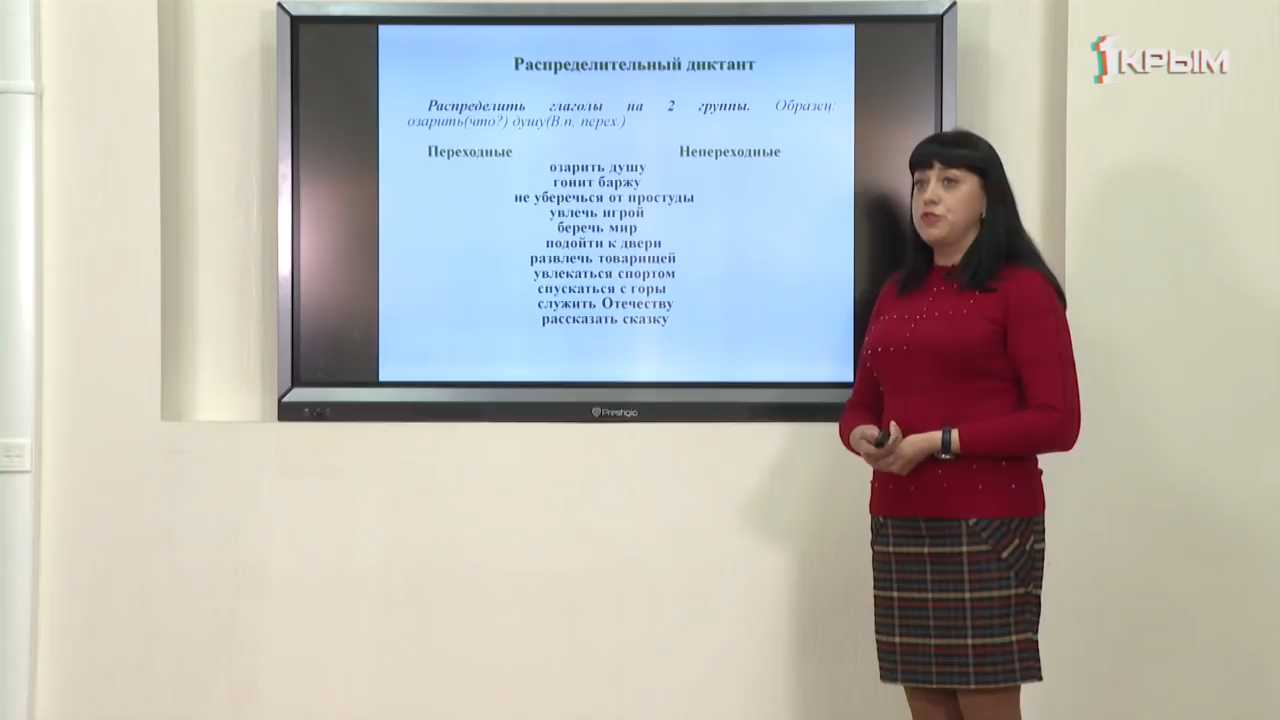 Распределительный диктант
Распределить глаголы на 2 группы. Образец:
озарить(что?) душу(В.п, перех.)
Переходные Непереходные
озарить душу
гонит баржу
не уберечься от простуды
увлечь игрой
беречь мир
подойти к двери
развлечь товарищей
увлекаться спортом
спускаться с горы
служить Отечеству
рассказать сказку
Prestigio
1 КРЫМ